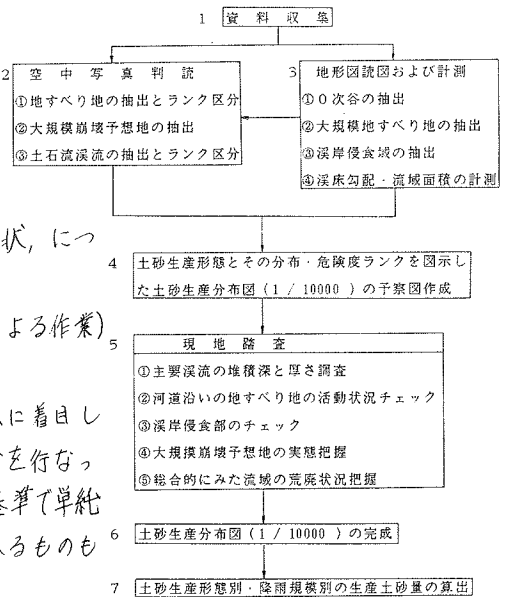 1 資料収集
2 空中写真判読
①地すべり地の抽出とランク区分
②大規模崩壊予想地の抽出
③土石流渓流の抽出とランク区分
3 地形図読図および計測
①0次谷の抽出
②大規模地すべり地の抽出
③渓岸侵食域の抽出
④渓床勾配・流域面積の計測
状,につ
4 土砂生産形態とその分布・危険度ランクを図示し
た土砂生産分布図(1/10000)の予察図作成
よる作業)
5 現地踏査
①主要渓流の堆積深と厚さ調査
②河道沿いの地すべり地の活動状況チェック
③渓岸侵食部のチェック
④大規摸崩壊予想地の実態把握
⑤総合的にみた流域の荒廃状況把握
に着目し
を行なっ
基準で単純
るものも
6 土砂生産分布図(1/10000)の完成
7 土砂生産形態別・降雨規模別の生産土砂量の算出